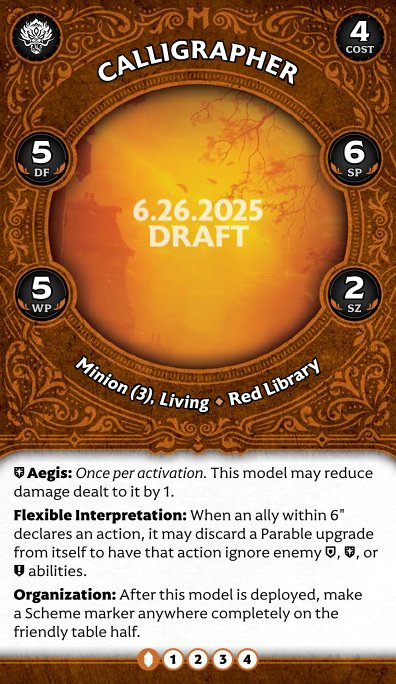 4
COST
CALLIGRAPHER
5
DF
6
SP
6.26.2025
DRAFT
5
WP
2
SZ
Minion (3), Living ⬥ Red Library
Aegis: Once per activation. This model may reduce
damage dealt to it by 1.
Flexible Interpretation: When an ally within 6"
declares an action, it may discard a Parable upgrade
from itself to have that action ignore enemy , , or
abilities.
Organization: After this model is deployed, make
a Scheme marker anywhere completely on the
friendly table half.
1 2 3 4